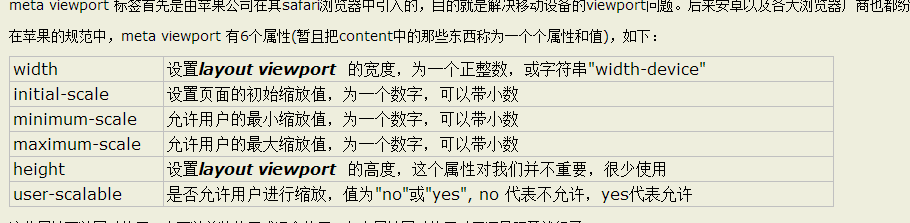 meta viewport 标签首先是由苹果公司在其safari浏览器中引入的，目的就是解决移动设备的viewport问题。后来安卓以及各大浏览器厂商也都纷
在苹果的规范中，meta viewport 有6个属性(暂且把content中的那些东西称为一个个属性和值)，如下：
width 设置layout viewport 的宽度，为一个正整数，或字符串"width-device"
initial-scale 设置页面的初始缩放值，为一个数字，可以带小数
minimum-scale 允许用户的最小缩放值，为一个数字，可以带小数
maximum-scale 允许用户的最大缩放值，为一个数字，可以带小数
height 设置layout viewport 的高度，这个属性对我们并不重要，很少使用
user-scalable 是否允许用户进行缩放，值为"no"或"yes", no 代表不允许，yes代表允许